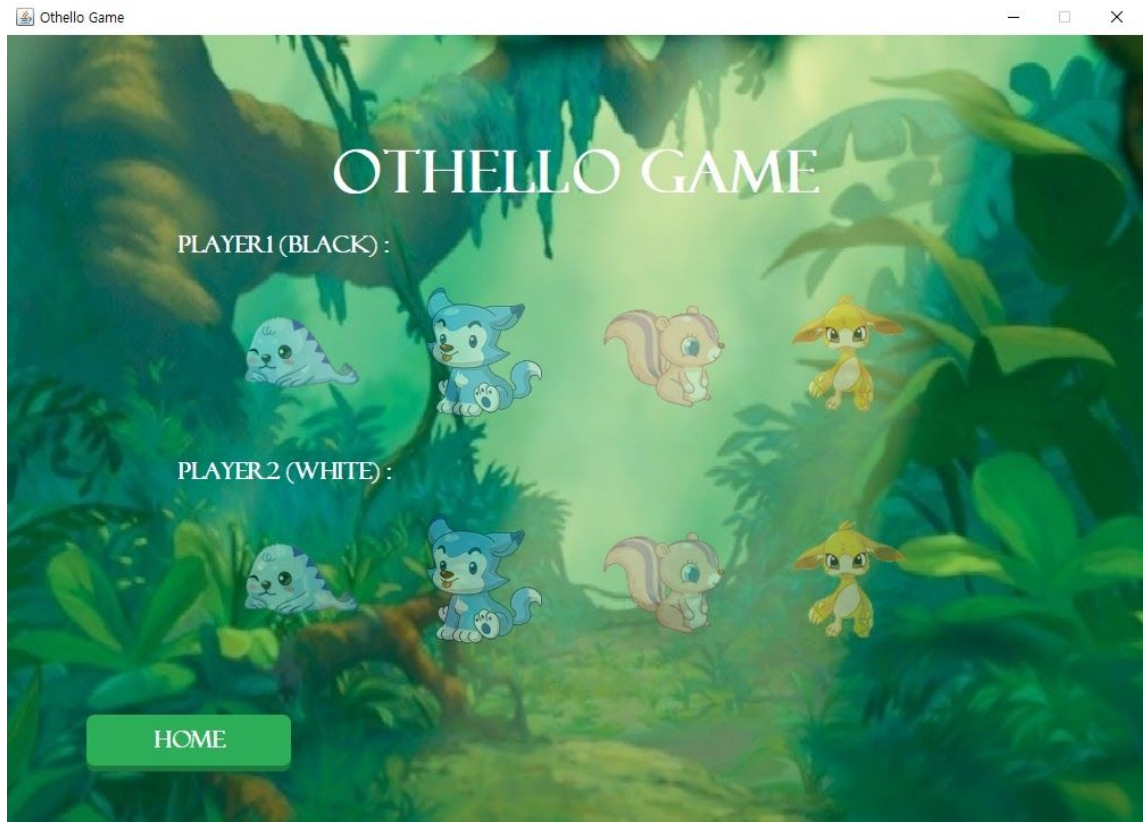 Othello Game
OTHELLO GAME
PLAYER1 (BLACK) :
PLAYER2 (WHITE) :
HOME